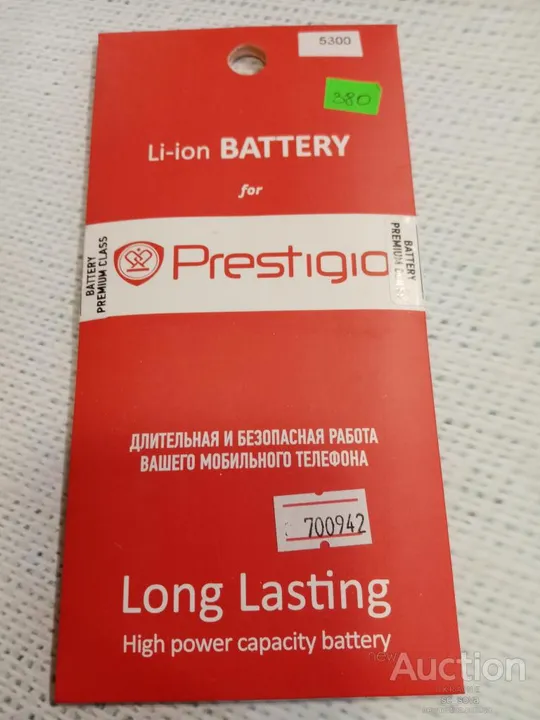 5300
380
Li-ion BATTERY
for
BATTERY
PREMIUM CLASS
Prestigio
BATTERY
PREMIUM CLASS
ДЛИТЕЛЬНАЯ И БЕЗОПАСНАЯ РАБОТА
ВАШЕГО МОБИЛЬНОГО ТЕЛЕФОНА
700942
Long Lasting
High power capacity battery
new
Auction